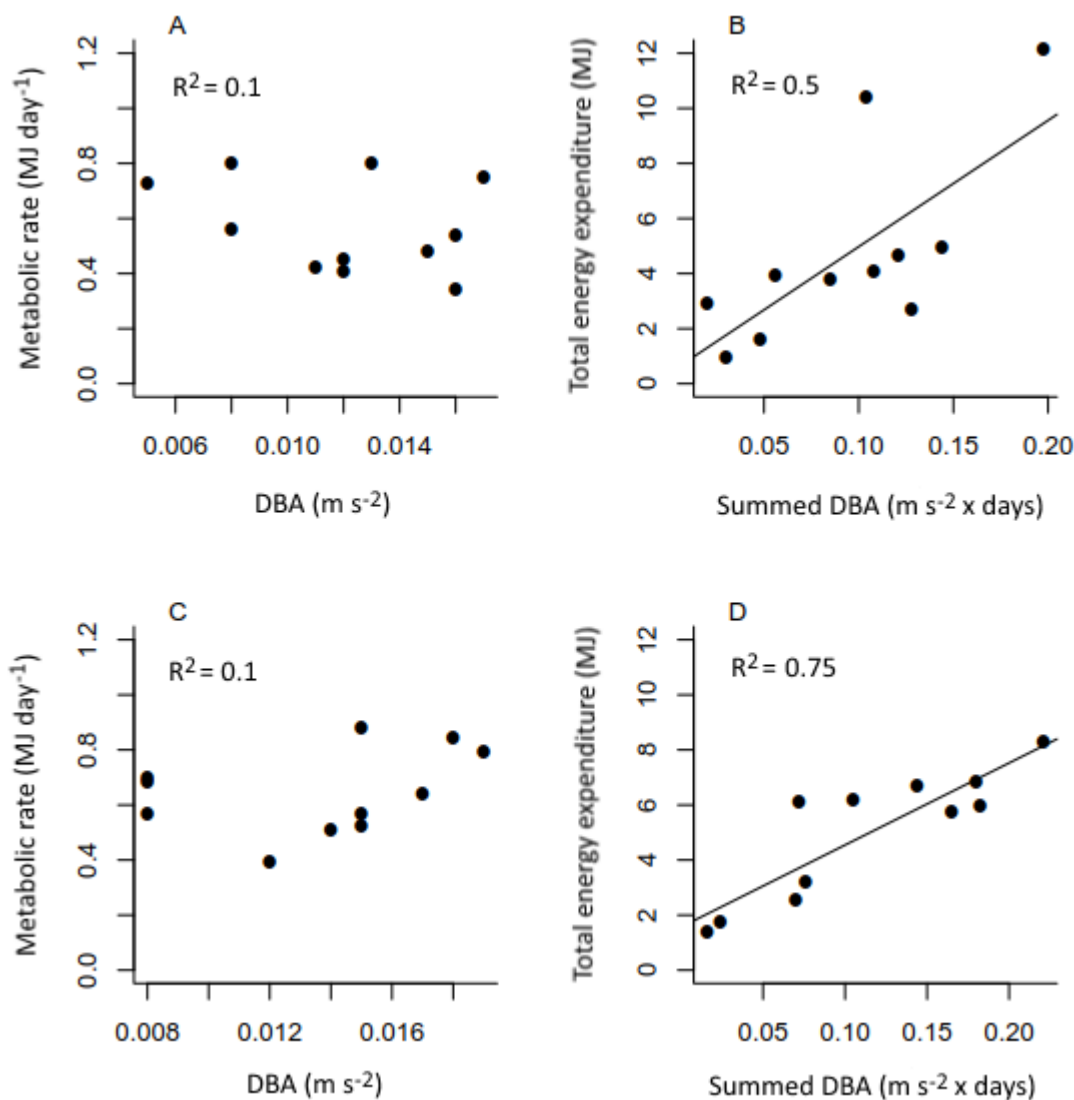 A
Metabolic rate (MJ day⁻¹)
R² = 0.1
1.2
0.8
0.4
0.0
0.006 0.010 0.014
DBA (m s⁻²)
B
Total energy expenditure (MJ)
R² = 0.5
12
10
8
6
4
2
0
0.05 0.10 0.15 0.20
Summed DBA (m s⁻² x days)
C
Metabolic rate (MJ day⁻¹)
R² = 0.1
1.2
0.8
0.4
0.0
0.008 0.012 0.016
DBA (m s⁻²)
D
Total energy expenditure (MJ)
R² = 0.75
12
10
8
6
4
2
0
0.05 0.10 0.15 0.20
Summed DBA (m s⁻² x days)